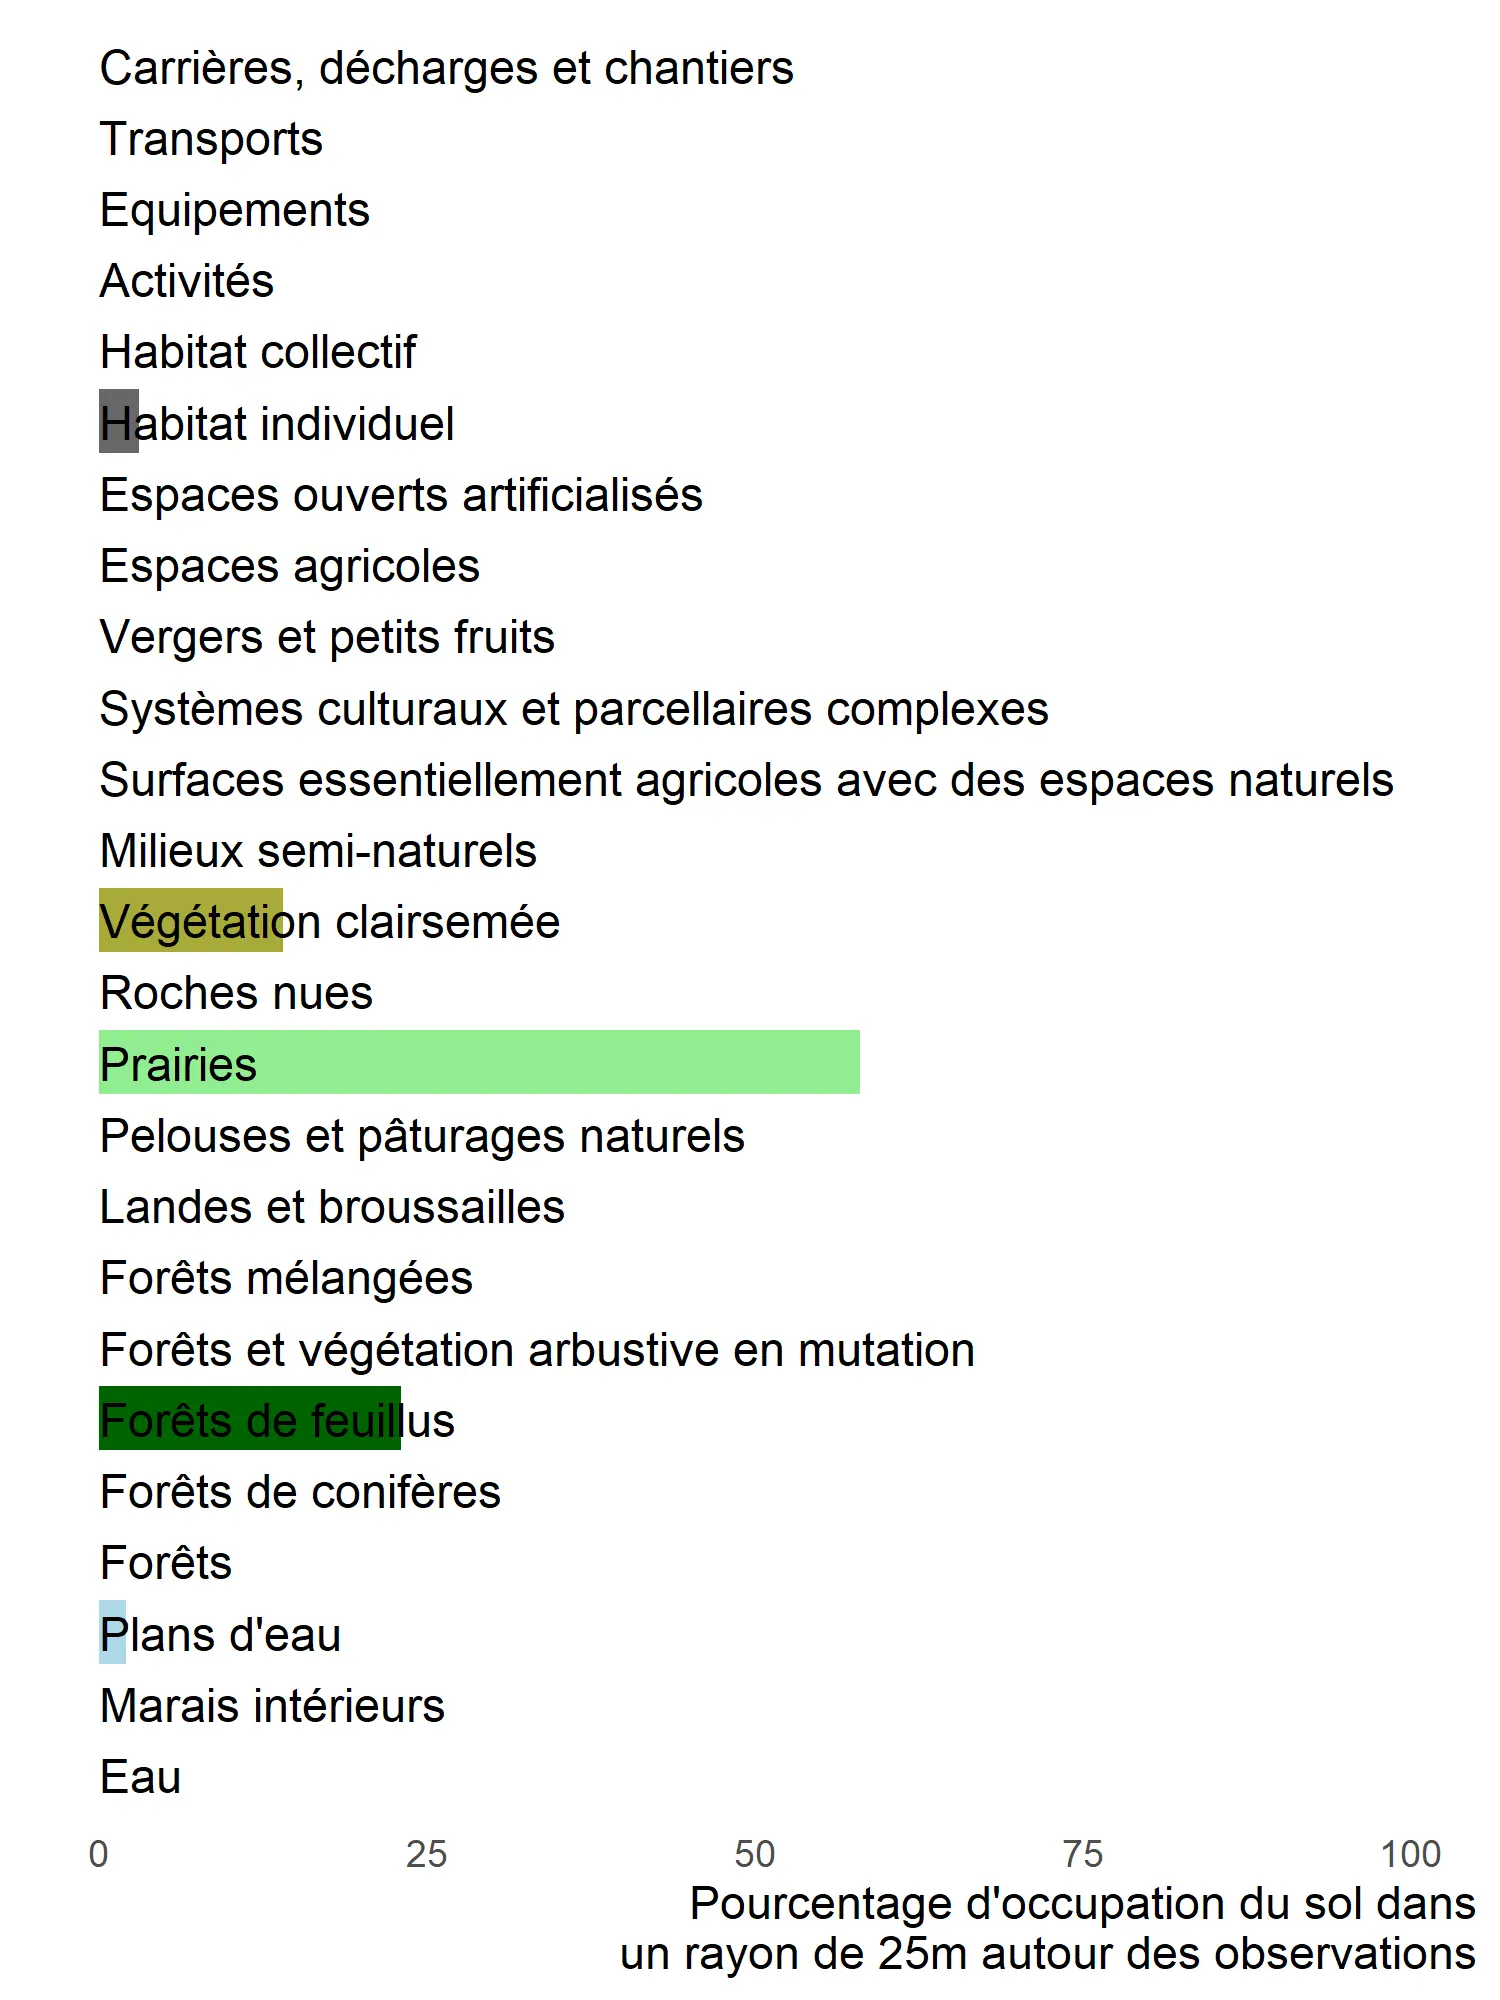 Carrières, décharges et chantiers
Transports
Equipements
Activités
Habitat collectif
Habitat individuel
Espaces ouverts artificialisés
Espaces agricoles
Vergers et petits fruits
Systèmes culturaux et parcellaires complexes
Surfaces essentiellement agricoles avec des espaces naturels
Milieux semi-naturels
Végétation clairsemée
Roches nues
Prairies
Pelouses et pâturages naturels
Landes et broussailles
Forêts mélangées
Forêts et végétation arbustive en mutation
Forêts de feuillus
Forêts de conifères
Forêts
Plans d'eau
Marais intérieurs
Eau
0 25 50 75 100
Pourcentage d'occupation du sol dans
un rayon de 25m autour des observations